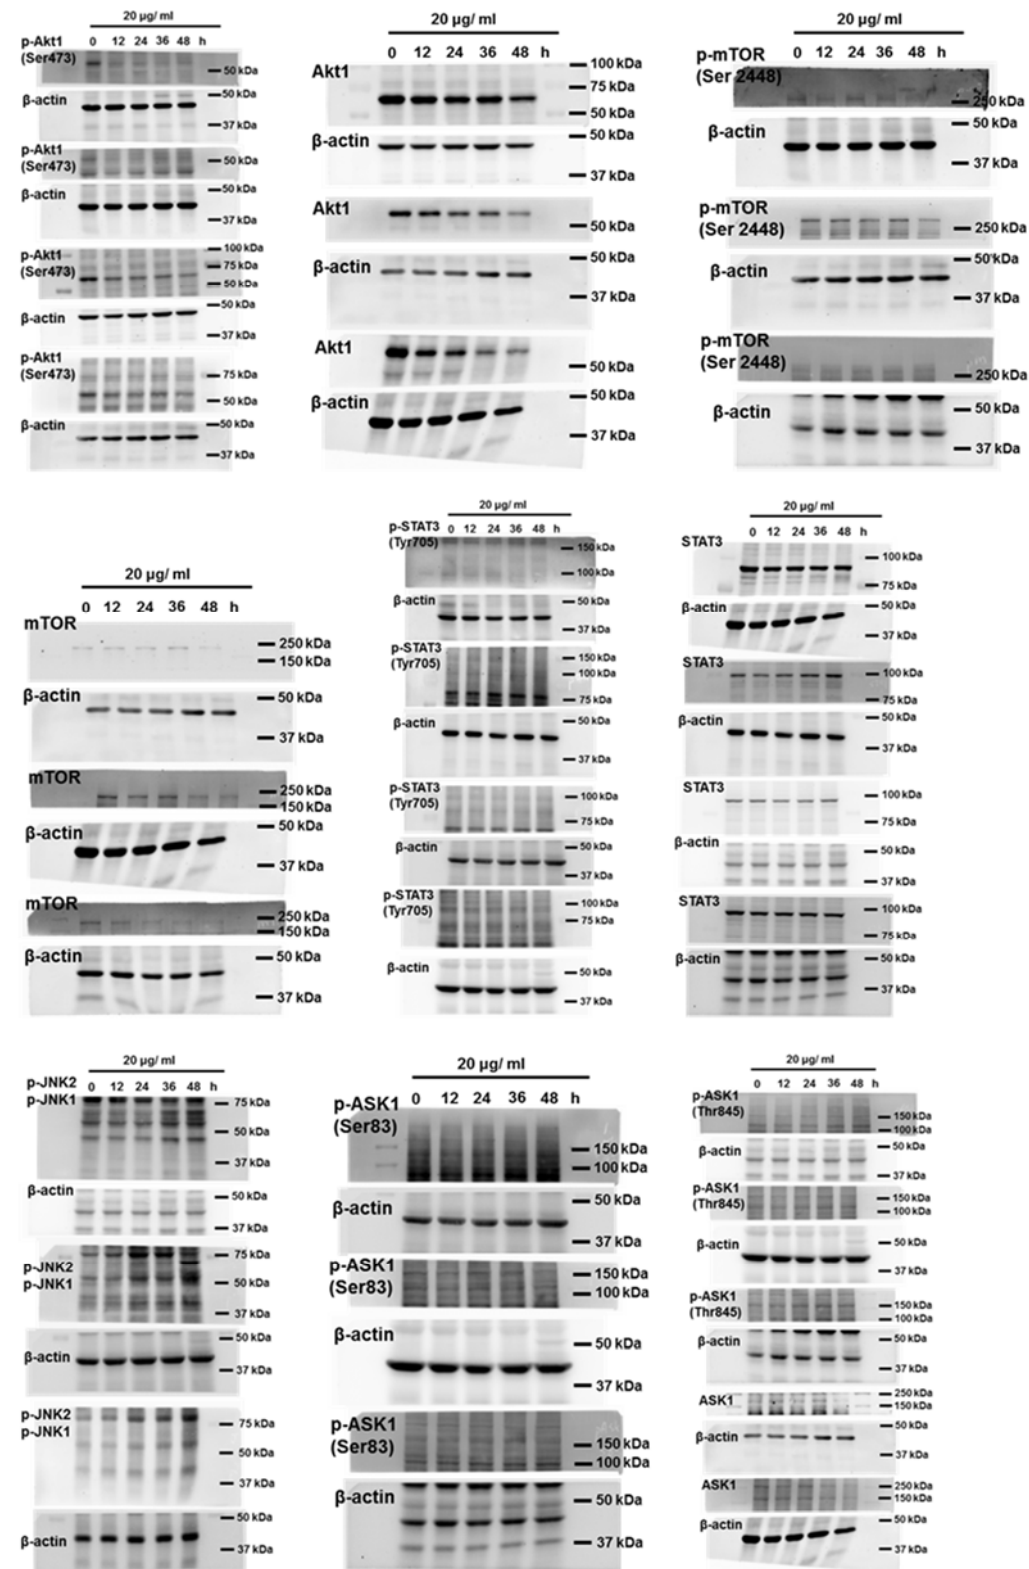 20 µg/ ml
0 12 24 36 48 h
p-Akt1
(Ser473)
50 kDa
β-actin
50 kDa
37 kDa
p-Akt1
(Ser473)
50 kDa
β-actin
50 kDa
37 kDa
p-Akt1
(Ser473)
100 kDa
75 kDa
50 kDa
β-actin
50 kDa
37 kDa
p-Akt1
(Ser473)
75 kDa
50 kDa
β-actin
50 kDa
37 kDa
20 µg/ ml
0 12 24 36 48 h
Akt1
100 kDa
75 kDa
50 kDa
β-actin
50 kDa
37 kDa
Akt1
50 kDa
β-actin
50 kDa
37 kDa
Akt1
50 kDa
β-actin
50 kDa
37 kDa
20 µg/ ml
0 12 24 36 48 h
p-mTOR
(Ser 2448)
250 kDa
β-actin
50 kDa
37 kDa
p-mTOR
(Ser 2448)
250 kDa
β-actin
50 kDa
37 kDa
p-mTOR
(Ser 2448)
250 kDa
β-actin
50 kDa
37 kDa
20 µg/ ml
0 12 24 36 48 h
mTOR
250 kDa
150 kDa
β-actin
50 kDa
37 kDa
mTOR
250 kDa
150 kDa
β-actin
50 kDa
37 kDa
mTOR
250 kDa
150 kDa
β-actin
50 kDa
37 kDa
20 µg/ ml
0 12 24 36 48 h
p-STAT3
(Tyr705)
150 kDa
100 kDa
β-actin
50 kDa
37 kDa
p-STAT3
(Tyr705)
150 kDa
100 kDa
75 kDa
β-actin
50 kDa
37 kDa
p-STAT3
(Tyr705)
100 kDa
75 kDa
β-actin
50 kDa
37 kDa
p-STAT3
(Tyr705)
100 kDa
75 kDa
β-actin
50 kDa
37 kDa
20 µg/ ml
0 12 24 36 48 h
STAT3
100 kDa
75 kDa
β-actin
50 kDa
37 kDa
STAT3
100 kDa
75 kDa
β-actin
50 kDa
37 kDa
STAT3
100 kDa
75 kDa
β-actin
50 kDa
37 kDa
STAT3
100 kDa
75 kDa
β-actin
50 kDa
37 kDa
20 µg/ ml
0 12 24 36 48 h
p-JNK2
p-JNK1
75 kDa
50 kDa
37 kDa
β-actin
50 kDa
37 kDa
p-JNK2
p-JNK1
75 kDa
50 kDa
37 kDa
β-actin
50 kDa
37 kDa
p-JNK2
p-JNK1
75 kDa
50 kDa
37 kDa
β-actin
50 kDa
37 kDa
20 µg/ ml
0 12 24 36 48 h
p-ASK1
(Ser83)
150 kDa
100 kDa
β-actin
50 kDa
37 kDa
p-ASK1
(Ser83)
150 kDa
100 kDa
β-actin
50 kDa
37 kDa
p-ASK1
(Ser83)
150 kDa
100 kDa
β-actin
50 kDa
37 kDa
20 µg/ ml
0 12 24 36 48 h
p-ASK1
(Thr845)
150 kDa
100 kDa
β-actin
50 kDa
37 kDa
p-ASK1
(Thr845)
150 kDa
100 kDa
β-actin
50 kDa
37 kDa
p-ASK1
(Thr845)
150 kDa
100 kDa
β-actin
50 kDa
37 kDa
ASK1
250 kDa
150 kDa
β-actin
50 kDa
37 kDa
ASK1
250 kDa
150 kDa
β-actin
50 kDa
37 kDa